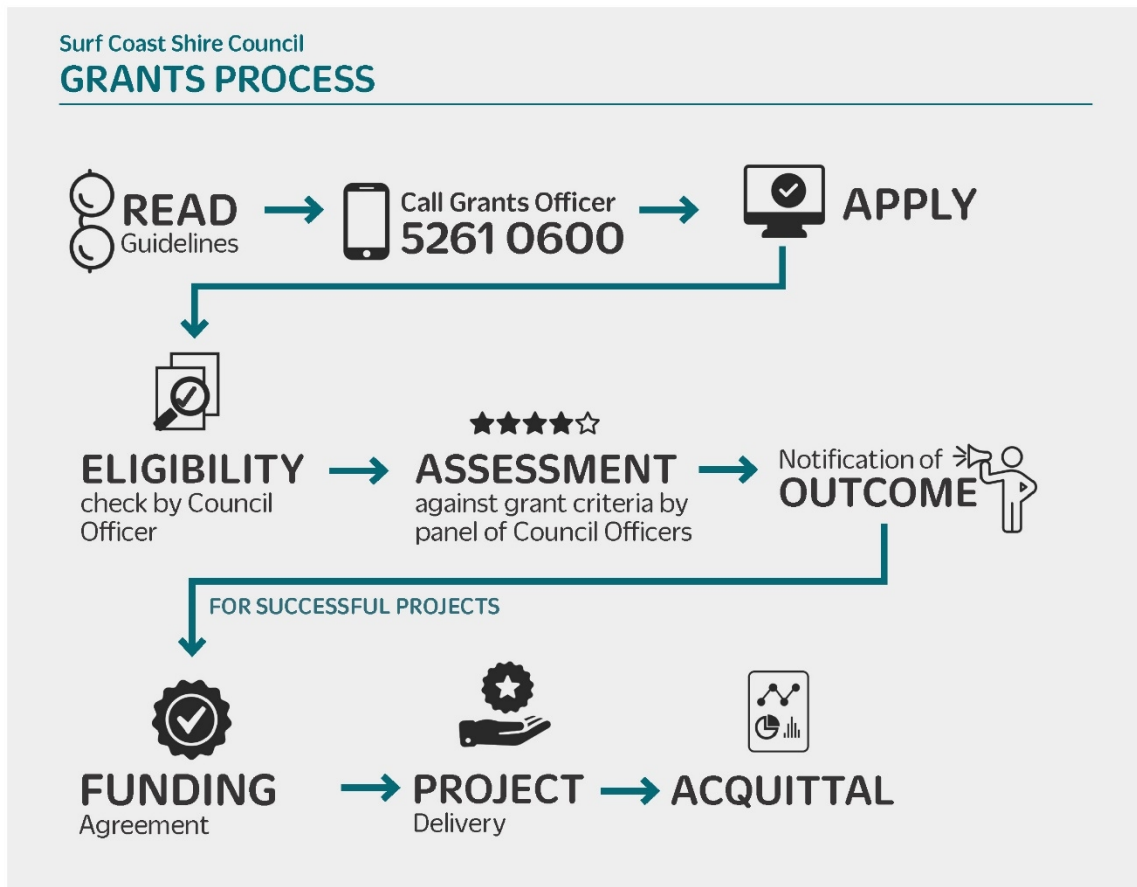 Surf Coast Shire Council
GRANTS PROCESS
READ
Guidelines
Call Grants Officer
5261 0600
APPLY
ELIGIBILITY
check by Council
Officer
ASSESSMENT
against grant criteria by
panel of Council Officers
Notification of
OUTCOME
FOR SUCCESSFUL PROJECTS
FUNDING
Agreement
PROJECT
Delivery
ACQUITTAL